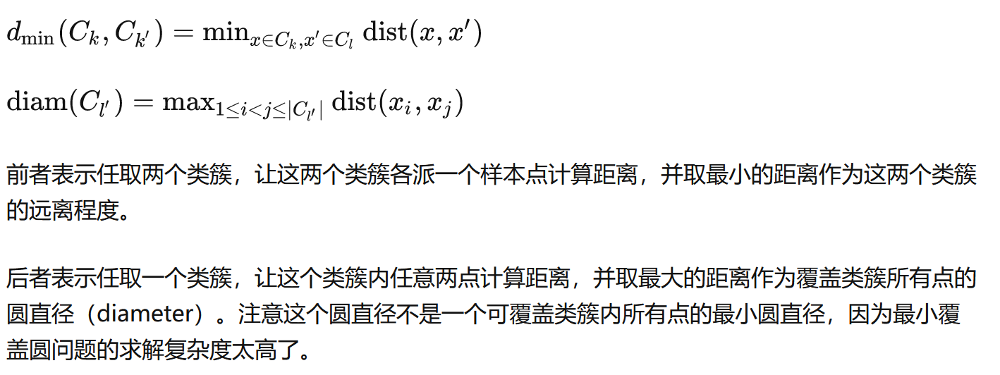 d_{\min}(C_k, C_{k'}) = \min_{x \in C_k, x' \in C_l} \text{dist}(x, x')
\text{diam}(C_{l'}) = \max_{1 \le i < j \le |C_{l'}|} \text{dist}(x_i, x_j)
前者表示任取两个类簇，让这两个类簇各派一个样本点计算距离，并取最小的距离作为这两个类簇
的远离程度。
后者表示任取一个类簇，让这个类簇内任意两点计算距离，并取最大的距离作为覆盖类簇所有点的
圆直径（diameter）。注意这个圆直径不是一个可覆盖类簇内所有点的最小圆直径，因为最小覆
盖圆问题的求解复杂度太高了。